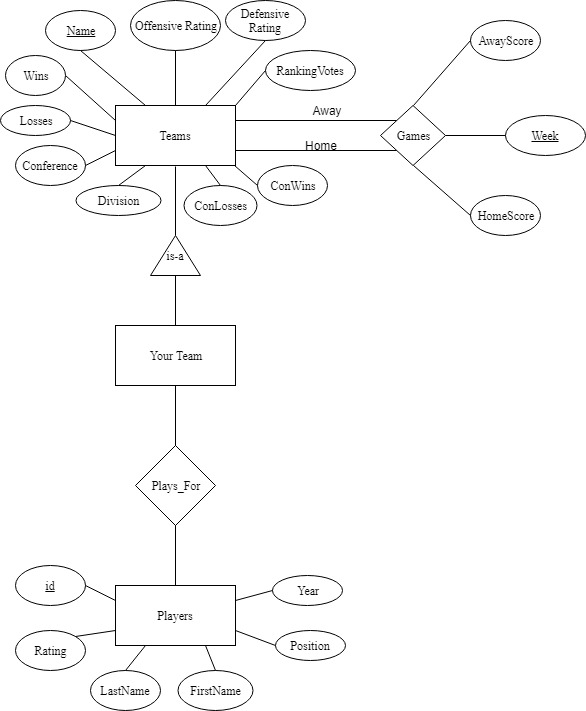 Name
Offensive Rating
Defensive
Rating
AwayScore
Wins
RankingVotes
Losses
Away
Teams
Games
Week
Home
Conference
ConWins
Division
ConLosses
HomeScore
is-a
Your Team
Plays_For
id
Year
Players
Rating
Position
LastName
FirstName